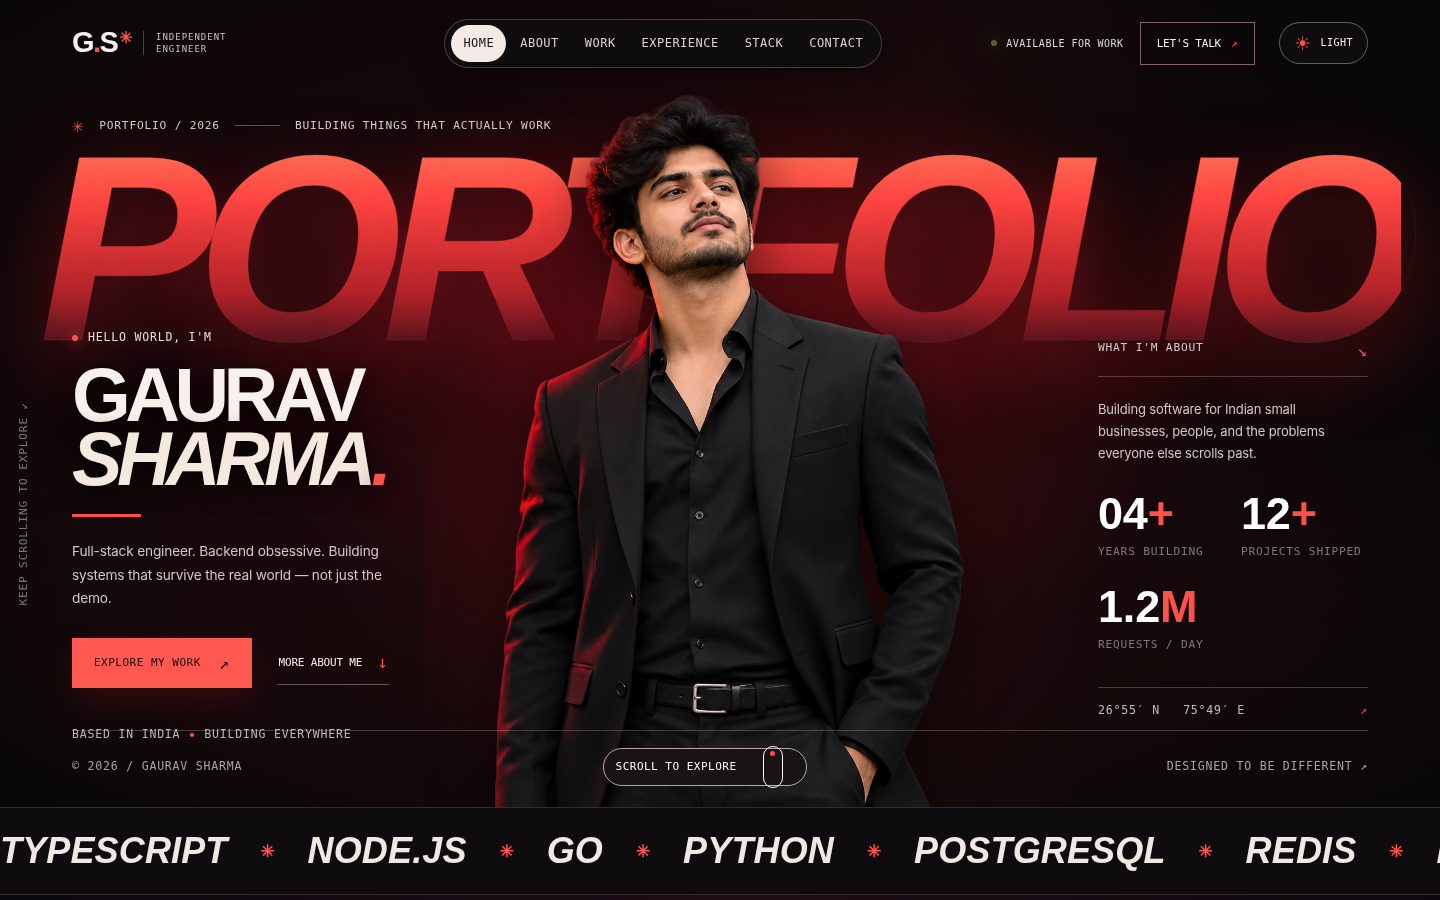 G.S✳
INDEPENDENT
ENGINEER
HOME ABOUT WORK EXPERIENCE STACK CONTACT
AVAILABLE FOR WORK
LET'S TALK ↗
LIGHT
PORTFOLIO / 2026
BUILDING THINGS THAT ACTUALLY WORK
PORTFOLIO
HELLO WORLD, I'M
GAURAV
SHARMA.
KEEP SCROLLING TO EXPLORE ↙
Full-stack engineer. Backend obsessive. Building
systems that survive the real world — not just the
demo.
EXPLORE MY WORK ↗
MORE ABOUT ME ↓
BASED IN INDIA • BUILDING EVERYWHERE
© 2026 / GAURAV SHARMA
WHAT I'M ABOUT ↘
Building software for Indian small
businesses, people, and the problems
everyone else scrolls past.
04+ 12+
YEARS BUILDING PROJECTS SHIPPED
1.2M
REQUESTS / DAY
26°55′ N 75°49′ E ↗
SCROLL TO EXPLORE
DESIGNED TO BE DIFFERENT ↗
TYPESCRIPT ✳ NODE.JS ✳ GO ✳ PYTHON ✳ POSTGRESQL ✳ REDIS ✳